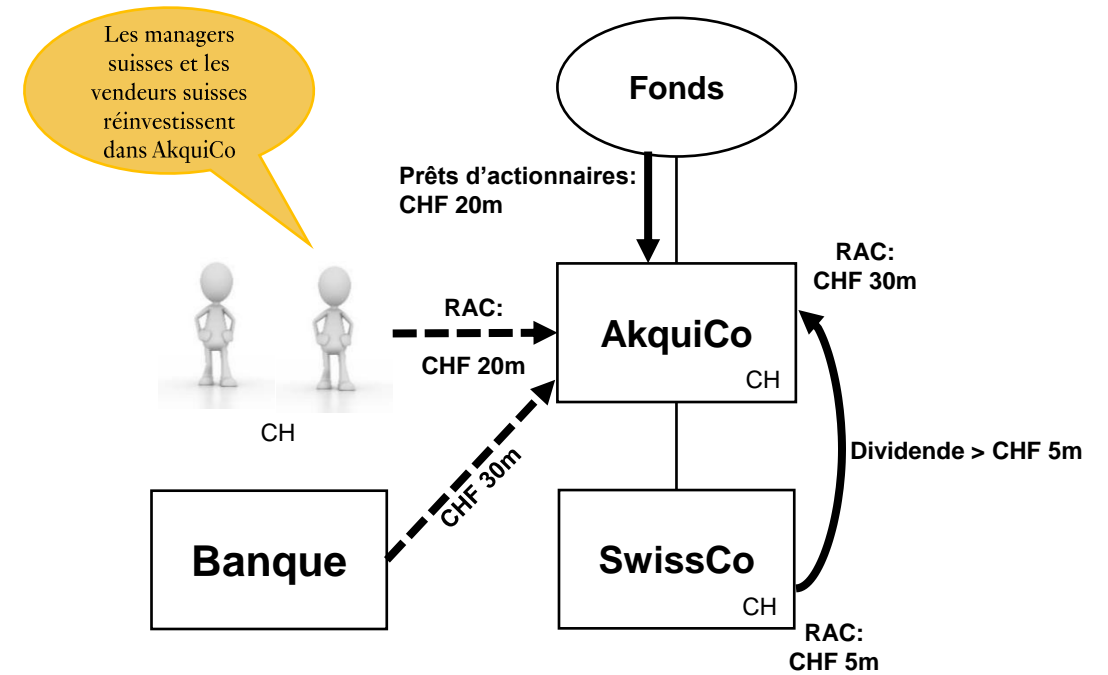 Les managers
suisses et les
vendeurs suisses
réinvestissent
dans AkquiCo
Fonds
Prêts d’actionnaires:
CHF 20m
RAC:
CHF 30m
RAC:
CHF 20m
AkquiCo
CH
CH
CHF 30m
Dividende > CHF 5m
Banque
SwissCo
CH
RAC:
CHF 5m